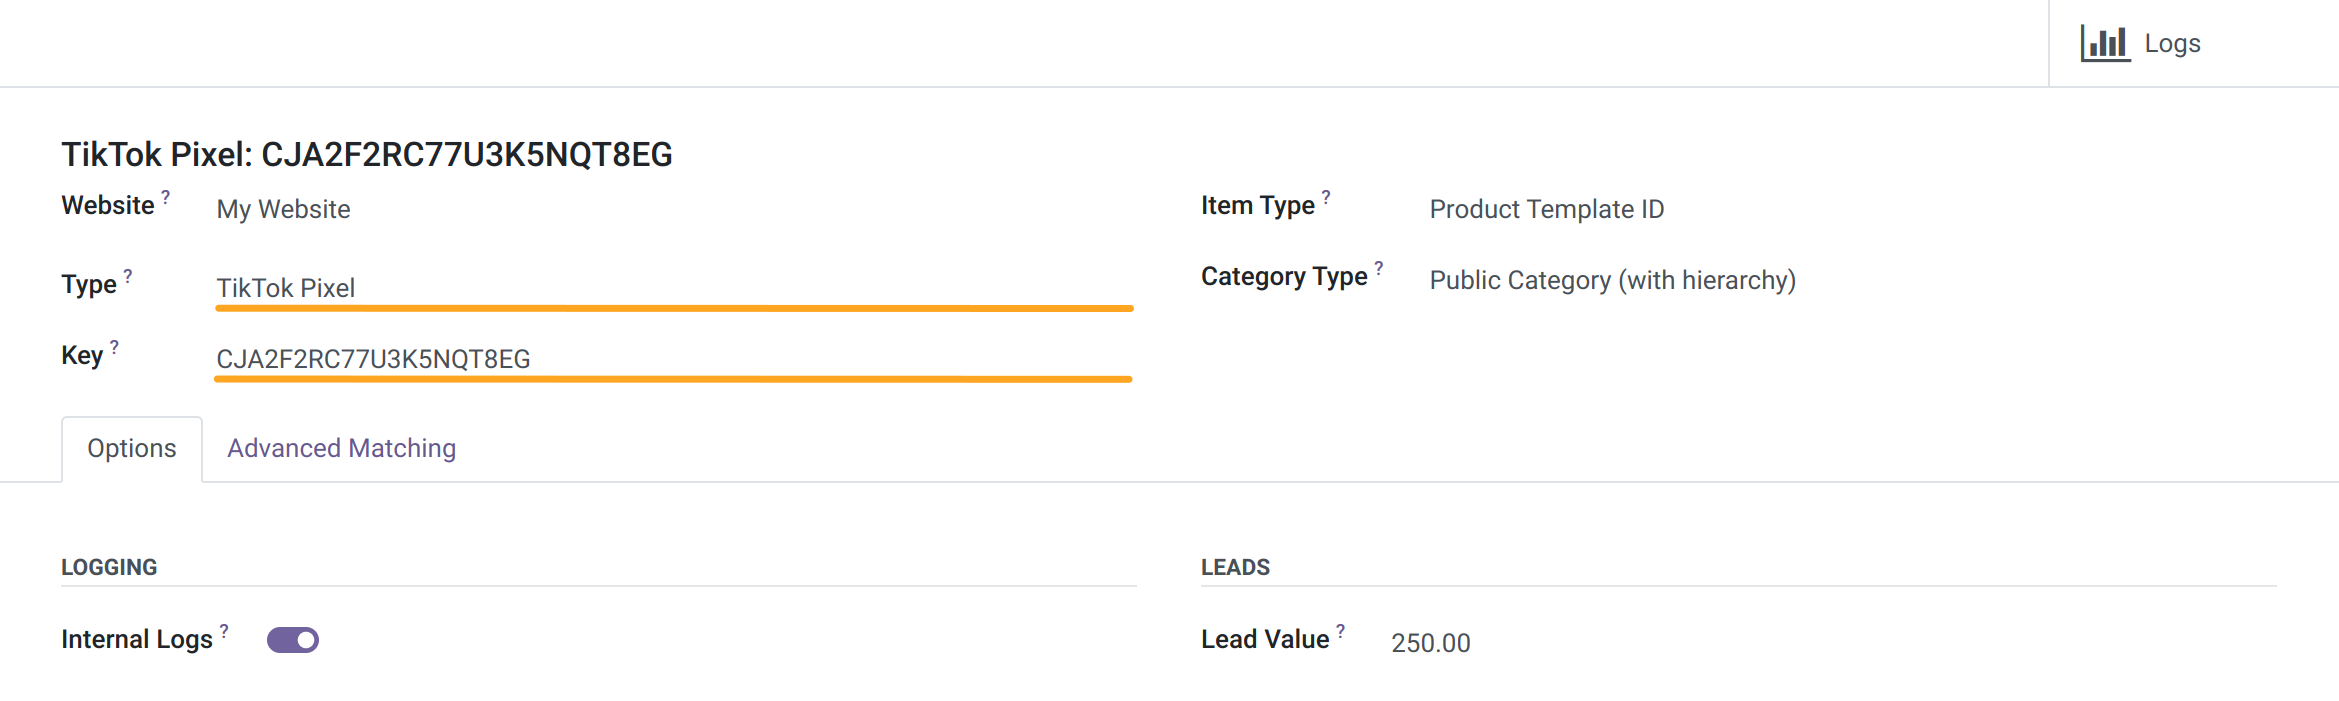 Logs
TikTok Pixel: CJA2F2RC77U3K5NQT8EG
Website ? My Website
Item Type ? Product Template ID
Type ? TikTok Pixel
Category Type ? Public Category (with hierarchy)
Key ? CJA2F2RC77U3K5NQT8EG
Options Advanced Matching
LOGGING
LEADS
Internal Logs ?
Lead Value ? 250.00